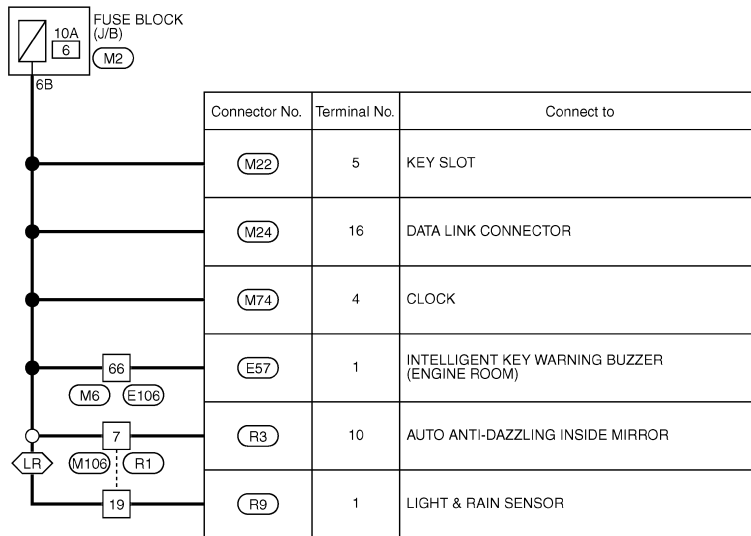 FUSE BLOCK
(J/B)
10A
6
M2
6B
Connector No. Terminal No. Connect to
M22 5 KEY SLOT
M24 16 DATA LINK CONNECTOR
M74 4 CLOCK
66 E57 1 INTELLIGENT KEY WARNING BUZZER
(ENGINE ROOM)
M6 E106
7 R3 10 AUTO ANTI-DAZZLING INSIDE MIRROR
LR M106 R1
19 R9 1 LIGHT & RAIN SENSOR